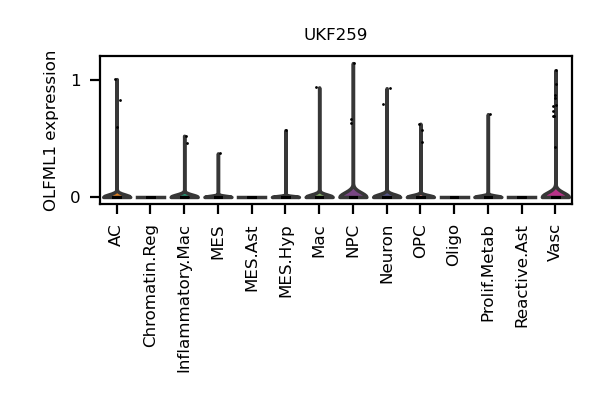 UKF259
OLFML1 expression
1
0
AC
Chromatin.Reg
Inflammatory.Mac
MES
MES.Ast
MES.Hyp
Mac
NPC
Neuron
OPC
Oligo
Prolif.Metab
Reactive.Ast
Vasc